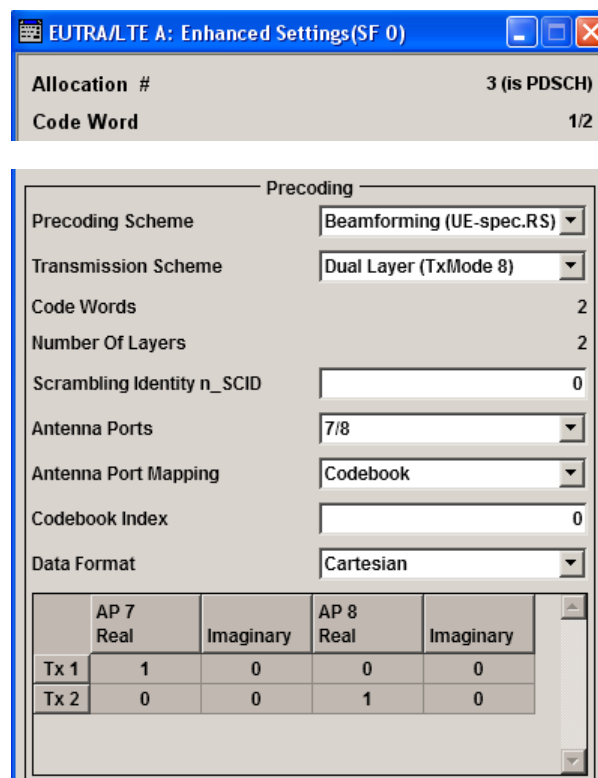 EUTRA/LTE A: Enhanced Settings(SF 0)
Allocation # 3 (is PDSCH)
Code Word 1/2
Precoding
Precoding Scheme Beamforming (UE-spec.RS)
Transmission Scheme Dual Layer (TxMode 8)
Code Words 2
Number Of Layers 2
Scrambling Identity n_SCID 0
Antenna Ports 7/8
Antenna Port Mapping Codebook
Codebook Index 0
Data Format Cartesian
AP 7 AP 8
Real Imaginary Real Imaginary
Tx 1 1 0 0 0
Tx 2 0 0 1 0